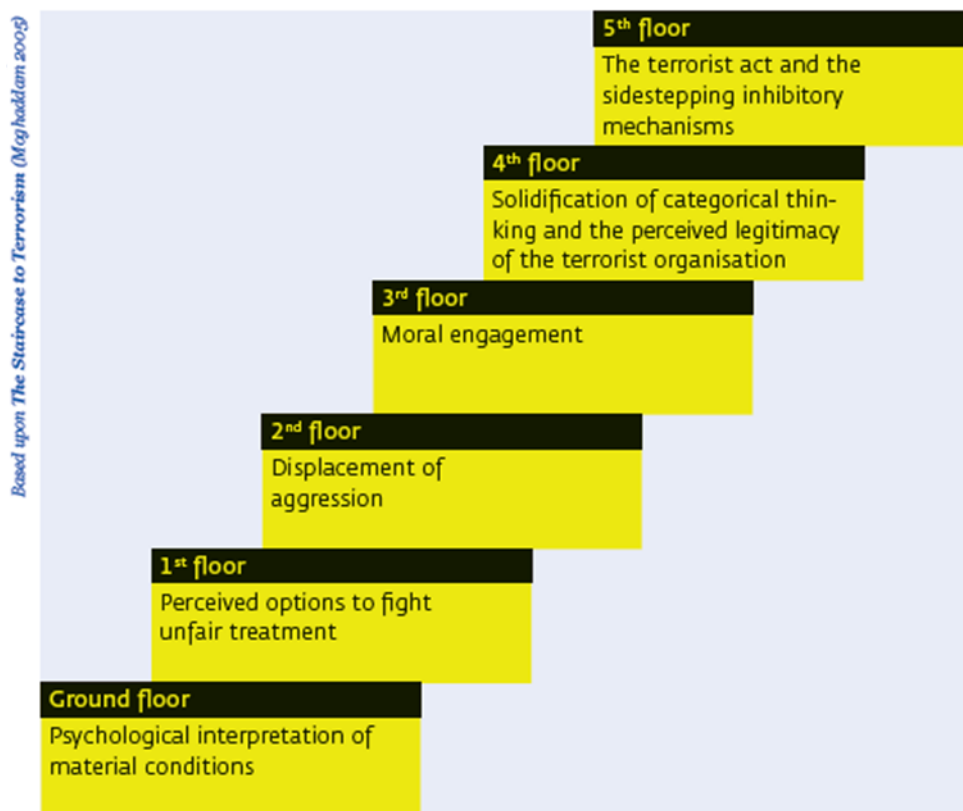 Based upon The Staircase to Terrorism (Moghaddam 2005)
5th floor
The terrorist act and the
sidestepping inhibitory
mechanisms
4th floor
Solidification of categorical thin-
king and the perceived legitimacy
of the terrorist organisation
3rd floor
Moral engagement
2nd floor
Displacement of
aggression
1st floor
Perceived options to fight
unfair treatment
Ground floor
Psychological interpretation of
material conditions